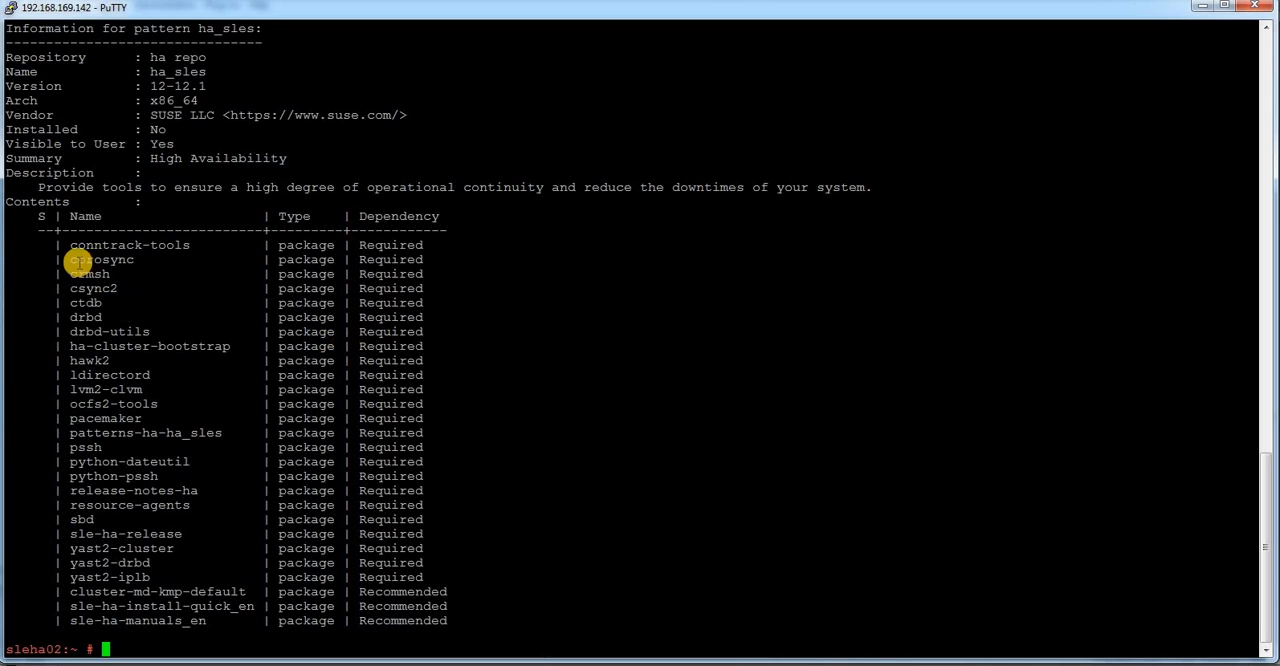 192.168.169.142 - PuTTY
Information for pattern ha_sles:
--------------------------------
Repository      : ha repo
Name            : ha_sles
Version         : 12-12.1
Arch            : x86_64
Vendor          : SUSE LLC <https://www.suse.com/>
Installed       : No
Visible to User : Yes
Summary         : High Availability
Description     :
    Provide tools to ensure a high degree of operational continuity and reduce the downtimes of your system.
Contents        :
    S | Name                    | Type    | Dependency
    --+-------------------------+---------+------------
      | conntrack-tools         | package | Required
      | corosync                | package | Required
      | crmsh                   | package | Required
      | csync2                  | package | Required
      | ctdb                    | package | Required
      | drbd                    | package | Required
      | drbd-utils              | package | Required
      | ha-cluster-bootstrap    | package | Required
      | hawk2                   | package | Required
      | ldirectord              | package | Required
      | lvm2-clvm               | package | Required
      | ocfs2-tools             | package | Required
      | pacemaker               | package | Required
      | patterns-ha-ha_sles     | package | Required
      | pssh                    | package | Required
      | python-dateutil         | package | Required
      | python-pssh             | package | Required
      | release-notes-ha        | package | Required
      | resource-agents         | package | Required
      | sbd                     | package | Required
      | sle-ha-release          | package | Required
      | yast2-cluster           | package | Required
      | yast2-drbd              | package | Required
      | yast2-iplb              | package | Required
      | cluster-md-kmp-default  | package | Recommended
      | sle-ha-install-quick_en | package | Recommended
      | sle-ha-manuals_en       | package | Recommended
sleha02:~ #